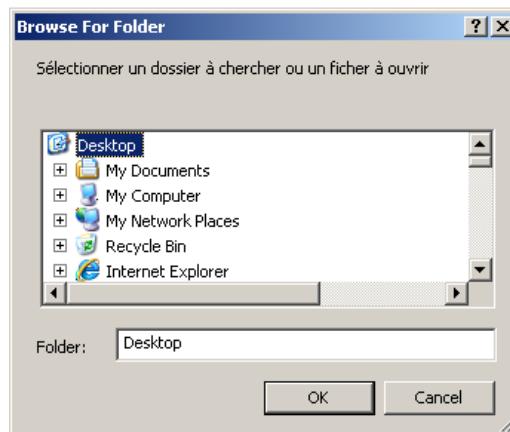 Browse For Folder
Sélectionner un dossier à chercher ou un ficher à ouvrir
Desktop
My Documents
My Computer
My Network Places
Recycle Bin
Internet Explorer
Folder: Desktop
OK Cancel